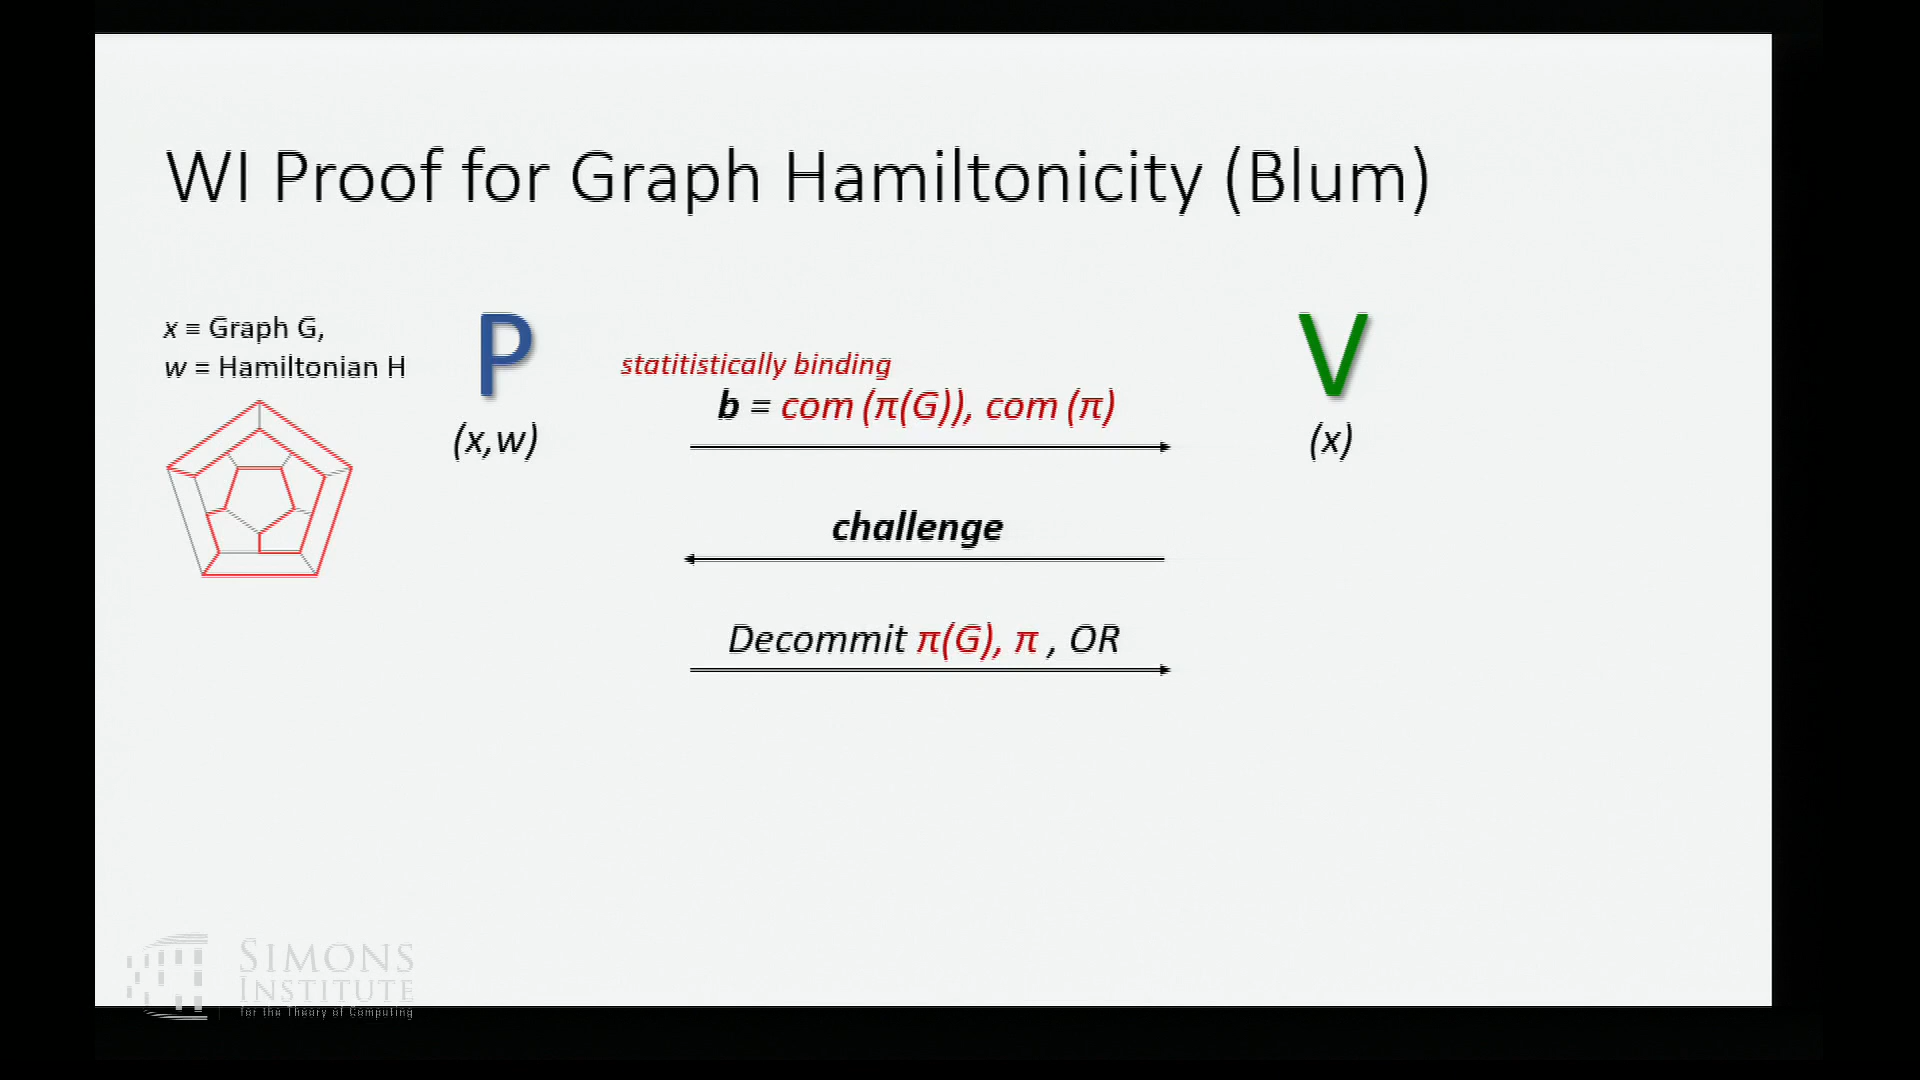 WI Proof for Graph Hamiltonicity (Blum)
x = Graph G,
w = Hamiltonian H
P
(x,w)
statitistically binding
b = com (π(G)), com (π)
V
(x)
challenge
Decommit π(G), π , OR
SIMONS
INSTITUTE
for the Theory of Computing